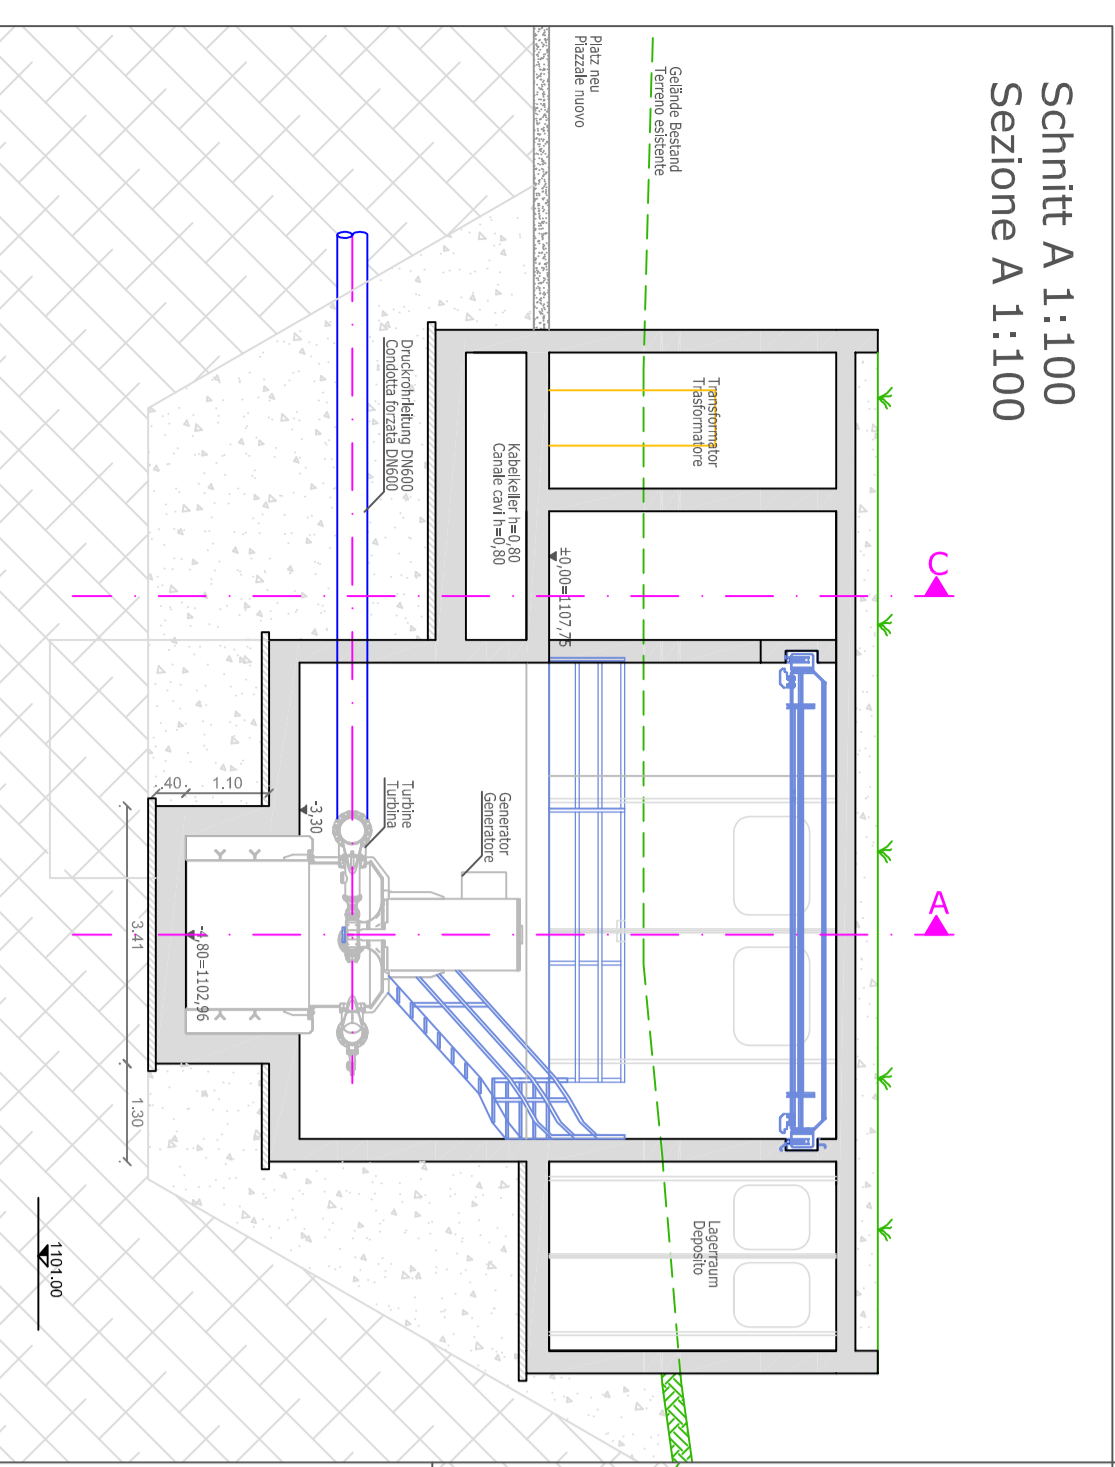 Schnitt A 1:100
Sezione A 1:100
Gelände Bestand
Terreno esistente
Platz neu
Piazzale nuovo
Transformator
Trasformatore
Kabelkeller h=0,80
Canale cavi h=0,80
Druckrohrleitung DN600
Condotta forzata DN600
C
±0,00=1107,75
A
Generator
Generatore
Turbine
Turbina
-3,30
1.10
.40
3.41
-4,80=1102,96
1.30
Lagerraum
Deposito
1101.00